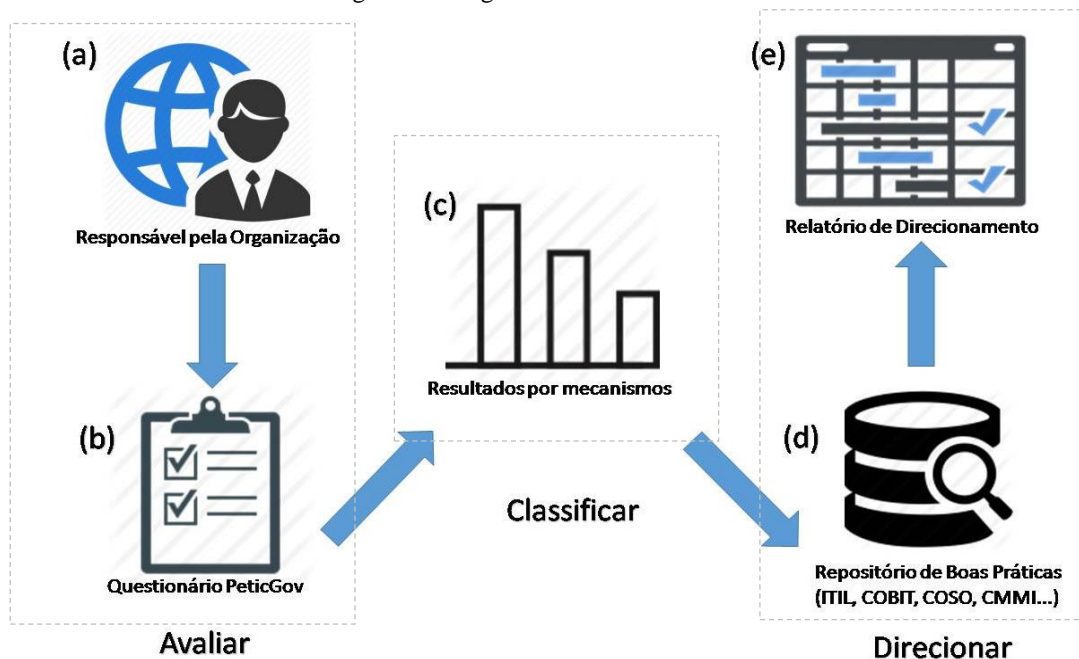 (a)
Responsável pela Organização
(b)
Questionário PeticGov
Avaliar
(c)
Resultados por mecanismos
Classificar
(e)
Relatório de Direcionamento
(d)
Repositório de Boas Práticas
(ITIL, COBIT, COSO, CMMI...)
Direcionar